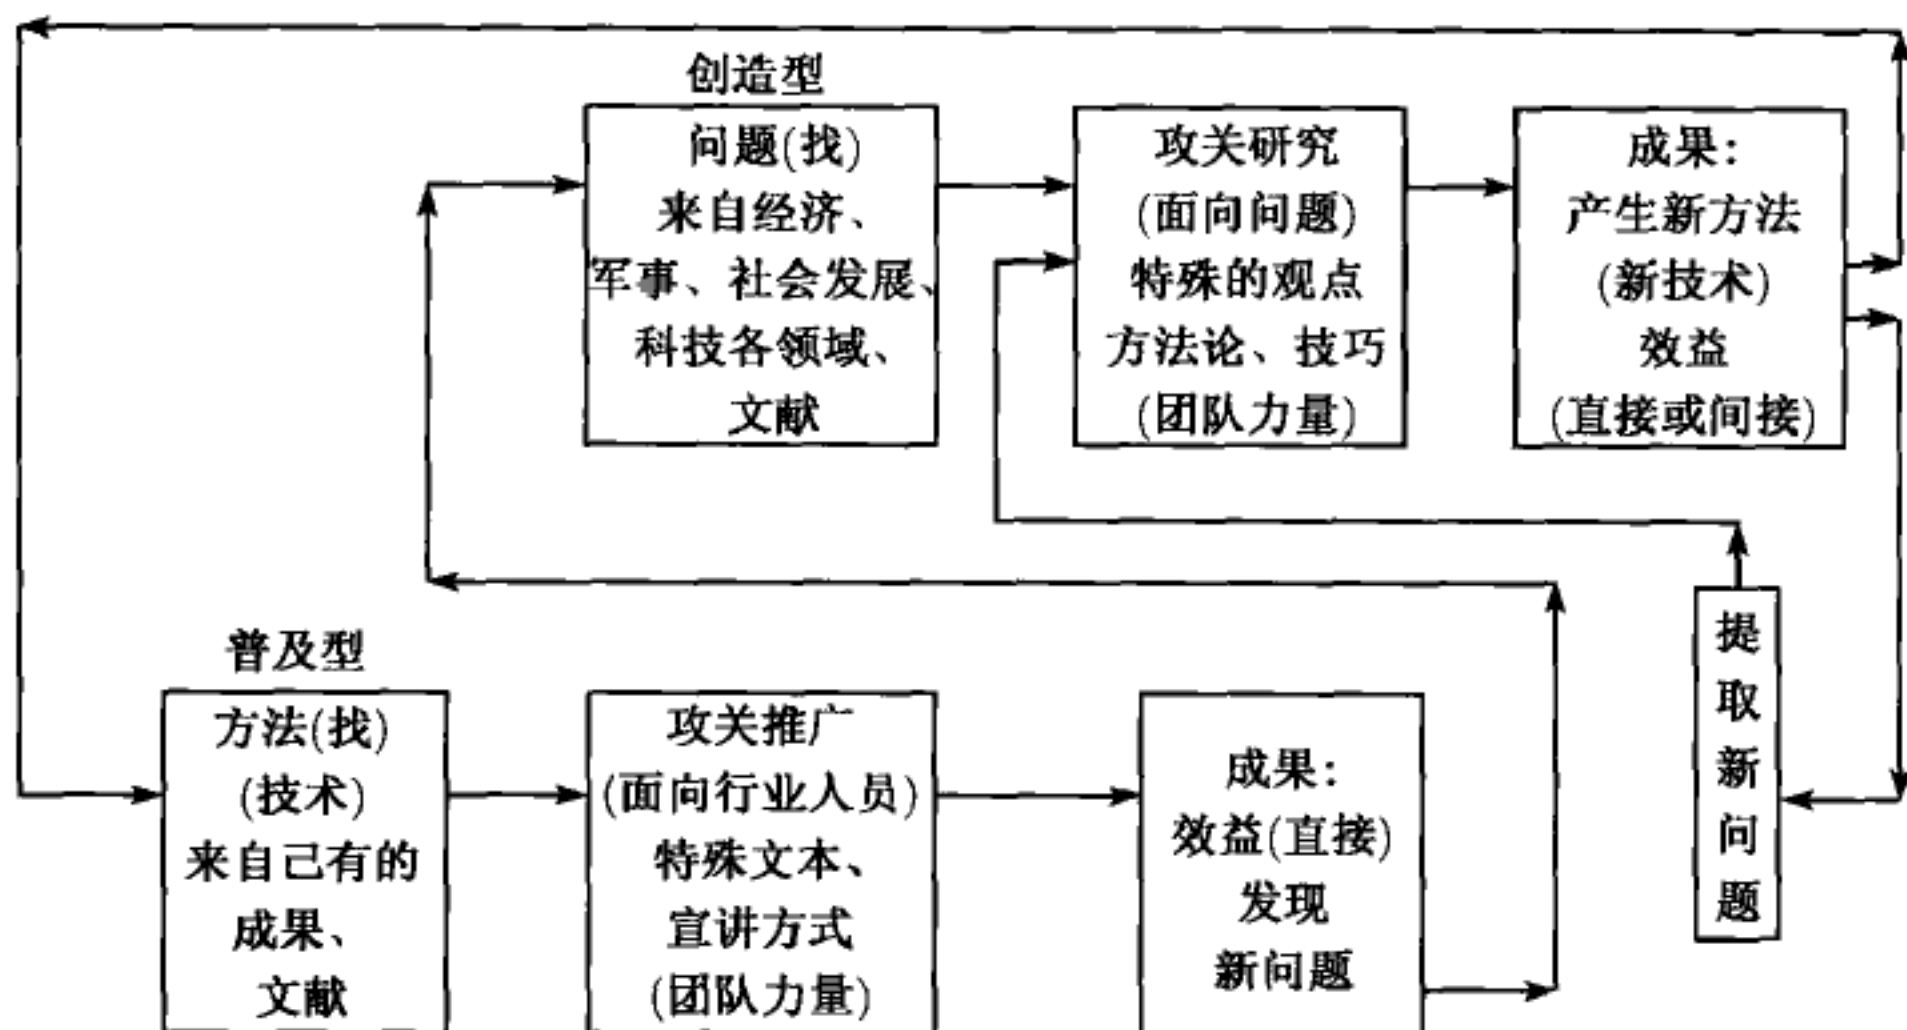 创造型
问题(找)
来自经济、
军事、社会发展、
科技各领域、
文献
攻关研究
(面向问题)
特殊的观点
方法论、技巧
(团队力量)
成果:
产生新方法
(新技术)
效益
(直接或间接)
普及型
方法(找)
(技术)
来自己有的
成果、
文献
攻关推广
(面向行业人员)
特殊文本、
宣讲方式
(团队力量)
成果:
效益(直接)
发现
新问题
提
取
新
问
题